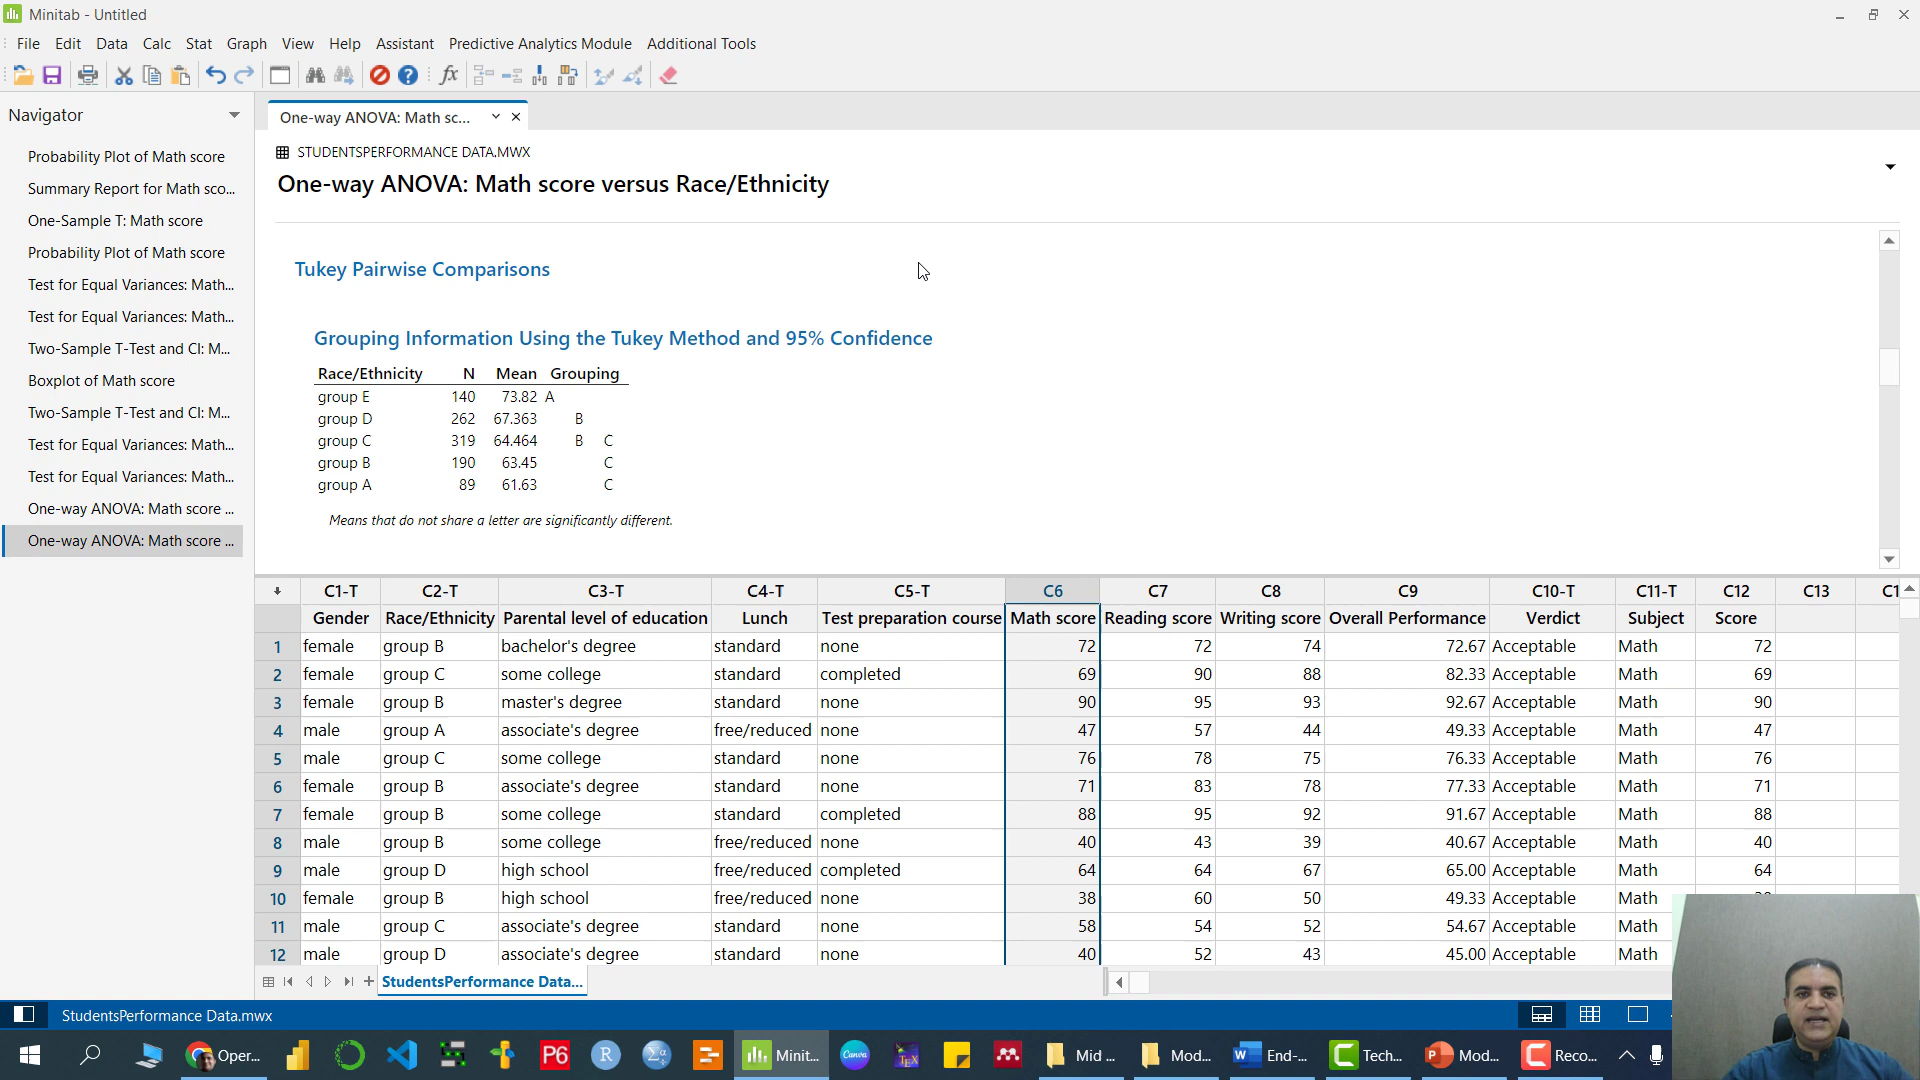 Minitab - Untitled
File Edit Data Calc Stat Graph View Help Assistant Predictive Analytics Module Additional Tools
fx
Navigator
Probability Plot of Math score
Summary Report for Math sco...
One-Sample T: Math score
Probability Plot of Math score
Test for Equal Variances: Math...
Test for Equal Variances: Math...
Two-Sample T-Test and CI: M...
Boxplot of Math score
Two-Sample T-Test and CI: M...
Test for Equal Variances: Math...
Test for Equal Variances: Math...
One-way ANOVA: Math score ...
One-way ANOVA: Math score ...
One-way ANOVA: Math sc...
STUDENTSPERFORMANCE DATA.MWX
One-way ANOVA: Math score versus Race/Ethnicity
Tukey Pairwise Comparisons
Grouping Information Using the Tukey Method and 95% Confidence
Race/Ethnicity N Mean Grouping
group E 140 73.82 A
group D 262 67.363 B
group C 319 64.464 B C
group B 190 63.45 C
group A 89 61.63 C
Means that do not share a letter are significantly different.
C1-T C2-T C3-T C4-T C5-T C6 C7 C8 C9 C10-T C11-T C12 C13 C1
Gender Race/Ethnicity Parental level of education Lunch Test preparation course Math score Reading score Writing score Overall Performance Verdict Subject Score
1 female group B bachelor's degree standard none 72 72 74 72.67 Acceptable Math 72
2 female group C some college standard completed 69 90 88 82.33 Acceptable Math 69
3 female group B master's degree standard none 90 95 93 92.67 Acceptable Math 90
4 male group A associate's degree free/reduced none 47 57 44 49.33 Acceptable Math 47
5 male group C some college standard none 76 78 75 76.33 Acceptable Math 76
6 female group B associate's degree standard none 71 83 78 77.33 Acceptable Math 71
7 female group B some college standard completed 88 95 92 91.67 Acceptable Math 88
8 male group B some college free/reduced none 40 43 39 40.67 Acceptable Math 40
9 male group D high school free/reduced completed 64 64 67 65.00 Acceptable Math 64
10 female group B high school free/reduced none 38 60 50 49.33 Acceptable Math
11 male group C associate's degree standard none 58 54 52 54.67 Acceptable Math
12 male group D associate's degree standard none 40 52 43 45.00 Acceptable Math
StudentsPerformance Data...
StudentsPerformance Data.mwx
Oper... P6 R Minit... Canva TEX Mid ... Mod... End-... Tech... Mod... Reco...